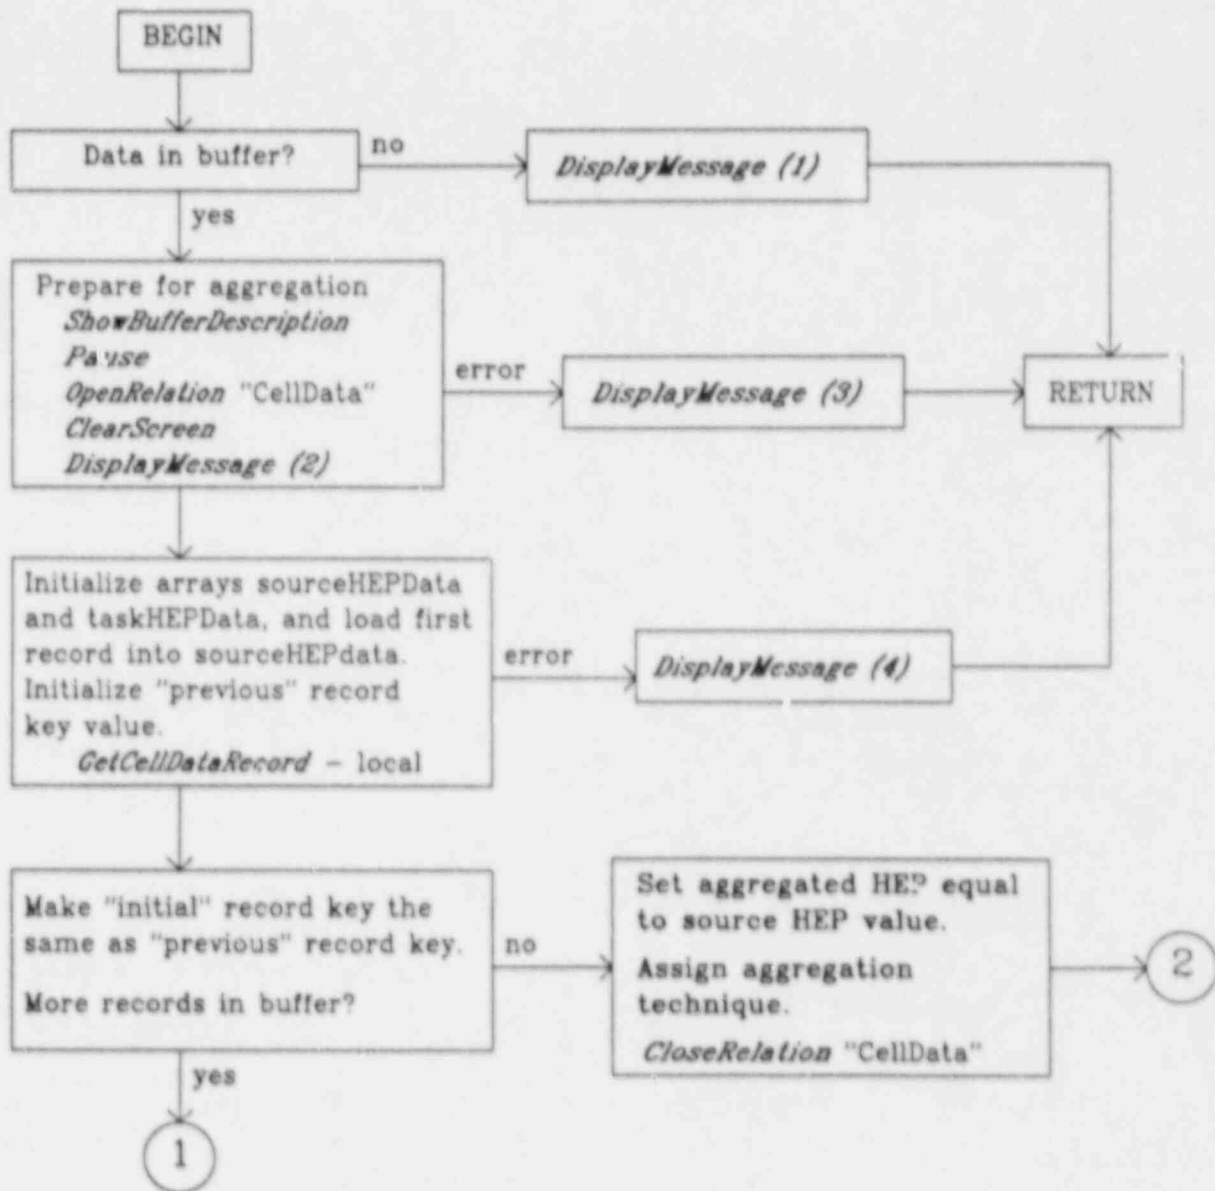 BEGIN
Data in buffer?
no
DisplayMessage (1)
yes
Prepare for aggregation
ShowBufferDescription
Pause
OpenRelation "CellData"
ClearScreen
DisplayMessage (2)
error
DisplayMessage (3)
RETURN
Initialize arrays sourceHEPData
and taskHEPData, and load first
record into sourceHEPdata.
Initialize "previous" record
key value.
GetCellDataRecord - local
error
DisplayMessage (4)
Make "initial" record key the
same as "previous" record key.
More records in buffer?
no
Set aggregated HEP equal
to source HEP value.
Assign aggregation
technique.
CloseRelation "CellData"
2
yes
1